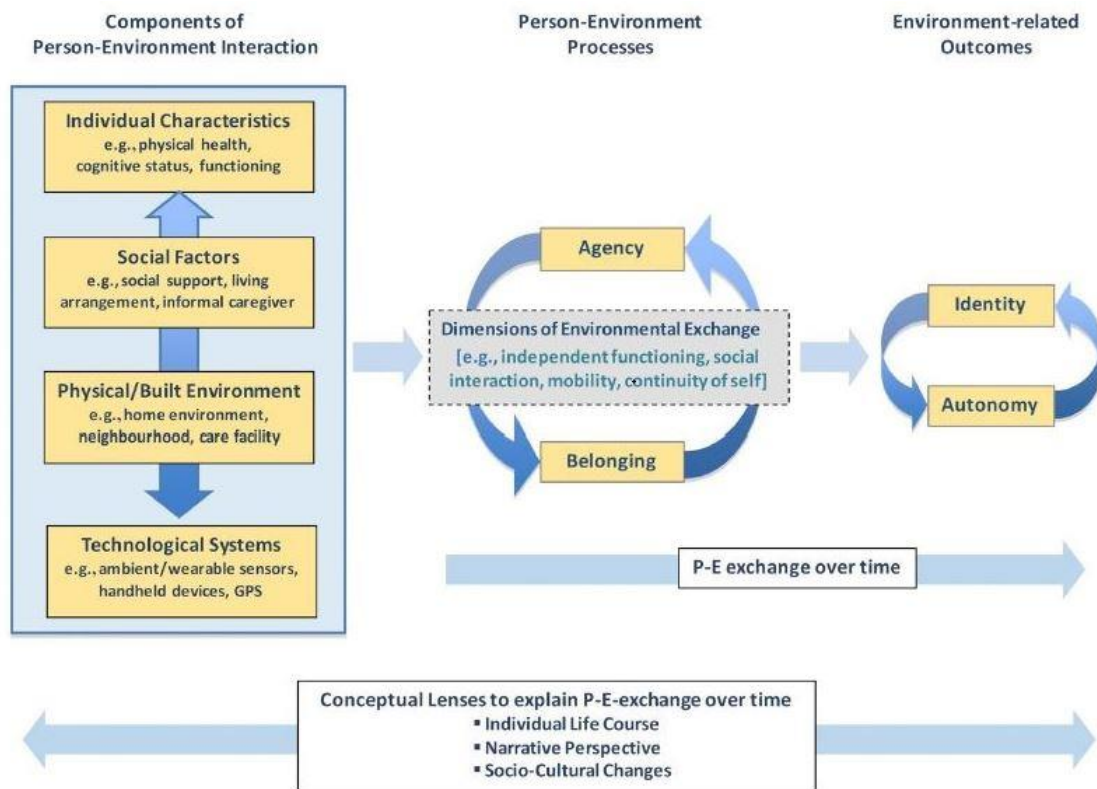 Components of
Person-Environment Interaction
Person-Environment
Processes
Environment-related
Outcomes
Individual Characteristics
e.g., physical health,
cognitive status, functioning
Social Factors
e.g., social support, living
arrangement, informal caregiver
Physical/Built Environment
e.g., home environment,
neighbourhood, care facility
Technological Systems
e.g., ambient/wearable sensors,
handheld devices, GPS
Agency
Dimensions of Environmental Exchange
[e.g., independent functioning, social
interaction, mobility, continuity of self]
Belonging
Identity
Autonomy
P-E exchange over time
Conceptual Lenses to explain P-E-exchange over time
▪ Individual Life Course
▪ Narrative Perspective
▪ Socio-Cultural Changes